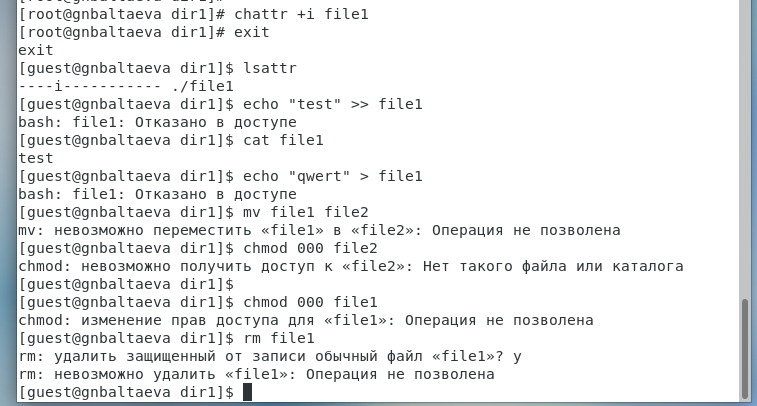 [root@gnbaltaeva dir1]#
[root@gnbaltaeva dir1]# chattr +i file1
[root@gnbaltaeva dir1]# exit
exit
[guest@gnbaltaeva dir1]$ lsattr
----i----------- ./file1
[guest@gnbaltaeva dir1]$ echo "test" >> file1
bash: file1: Отказано в доступе
[guest@gnbaltaeva dir1]$ cat file1
test
[guest@gnbaltaeva dir1]$ echo "qwert" > file1
bash: file1: Отказано в доступе
[guest@gnbaltaeva dir1]$ mv file1 file2
mv: невозможно переместить «file1» в «file2»: Операция не позволена
[guest@gnbaltaeva dir1]$ chmod 000 file2
chmod: невозможно получить доступ к «file2»: Нет такого файла или каталога
[guest@gnbaltaeva dir1]$
[guest@gnbaltaeva dir1]$ chmod 000 file1
chmod: изменение прав доступа для «file1»: Операция не позволена
[guest@gnbaltaeva dir1]$ rm file1
rm: удалить защищенный от записи обычный файл «file1»? y
rm: невозможно удалить «file1»: Операция не позволена
[guest@gnbaltaeva dir1]$